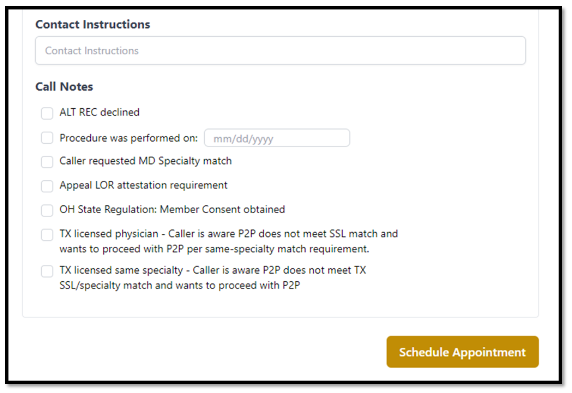 Contact Instructions
Contact Instructions
Call Notes
ALT REC declined
Procedure was performed on: mm/dd/yyyy
Caller requested MD Specialty match
Appeal LOR attestation requirement
OH State Regulation: Member Consent obtained
TX licensed physician - Caller is aware P2P does not meet SSL match and
wants to proceed with P2P per same-specialty match requirement.
TX licensed same specialty - Caller is aware P2P does not meet TX
SSL/specialty match and wants to proceed with P2P
Schedule Appointment